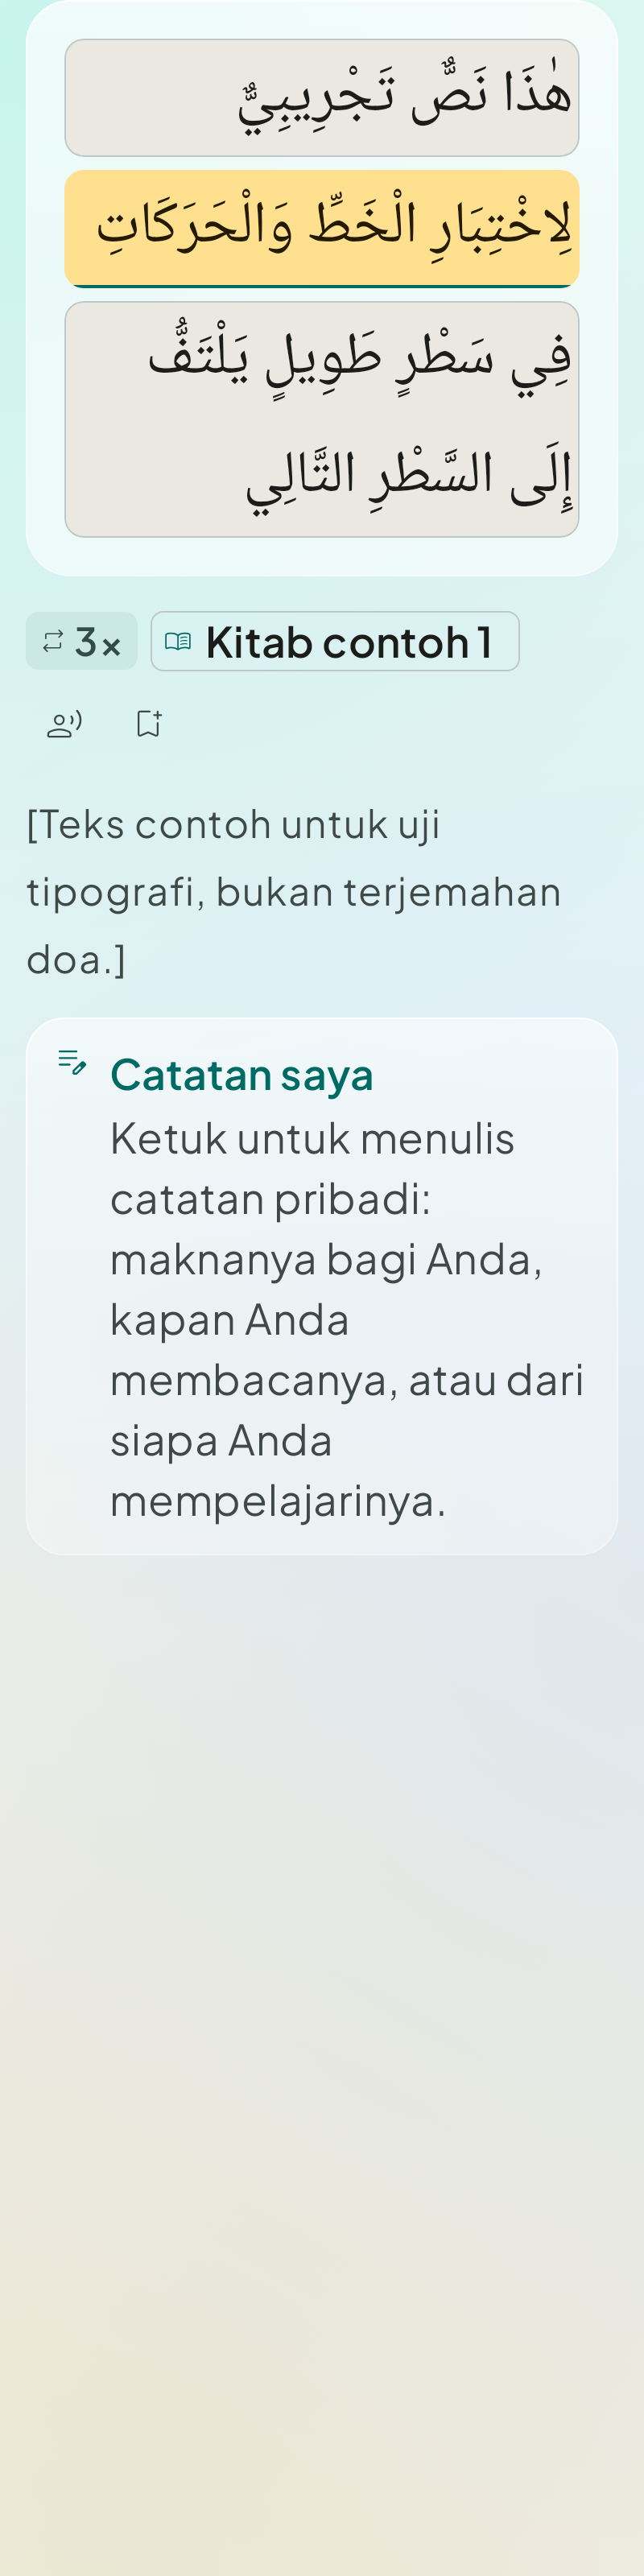 هٰذَا نَصٌّ تَجْرِيبِيٌّ
لِاخْتِبَارِ الْخَطِّ وَالْحَرَكَاتِ
فِي سَطْرٍ طَوِيلٍ يَلْتَفُّ
إِلَى السَّطْرِ التَّالِي
3×
Kitab contoh 1
[Teks contoh untuk uji
tipografi, bukan terjemahan
doa.]
Catatan saya
Ketuk untuk menulis
catatan pribadi:
maknanya bagi Anda,
kapan Anda
membacanya, atau dari
siapa Anda
mempelajarinya.